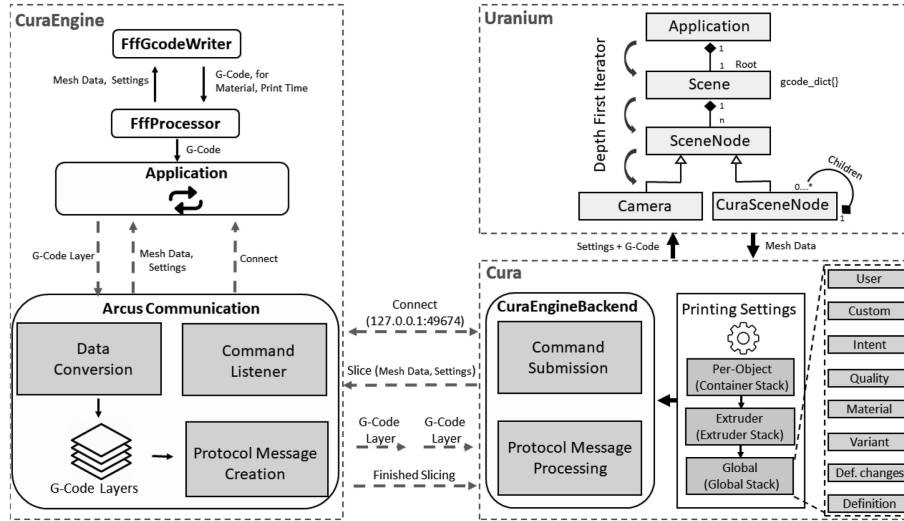 CuraEngine
FffGcodeWriter
Mesh Data, Settings
G-Code, for
Material, Print Time
FffProcessor
G-Code
Application
G-Code Layer
Mesh Data,
Settings
Connect
Arcus Communication
Data
Conversion
Command
Listener
G-Code Layers
Protocol Message
Creation
Connect
(127.0.0.1:49674)
Slice (Mesh Data, Settings)
G-Code
Layer
G-Code
Layer
Finished Slicing
Uranium
Application
1
1
Root
Scene
gcode_dict{}
1
n
SceneNode
Depth First Iterator
Camera
CuraSceneNode
0....*
Children
1
Settings + G-Code
Mesh Data
Cura
CuraEngineBackend
Command
Submission
Protocol Message
Processing
Printing Settings
Per-Object
(Container Stack)
Extruder
(Extruder Stack)
Global
(Global Stack)
User
Custom
Intent
Quality
Material
Variant
Def. changes
Definition